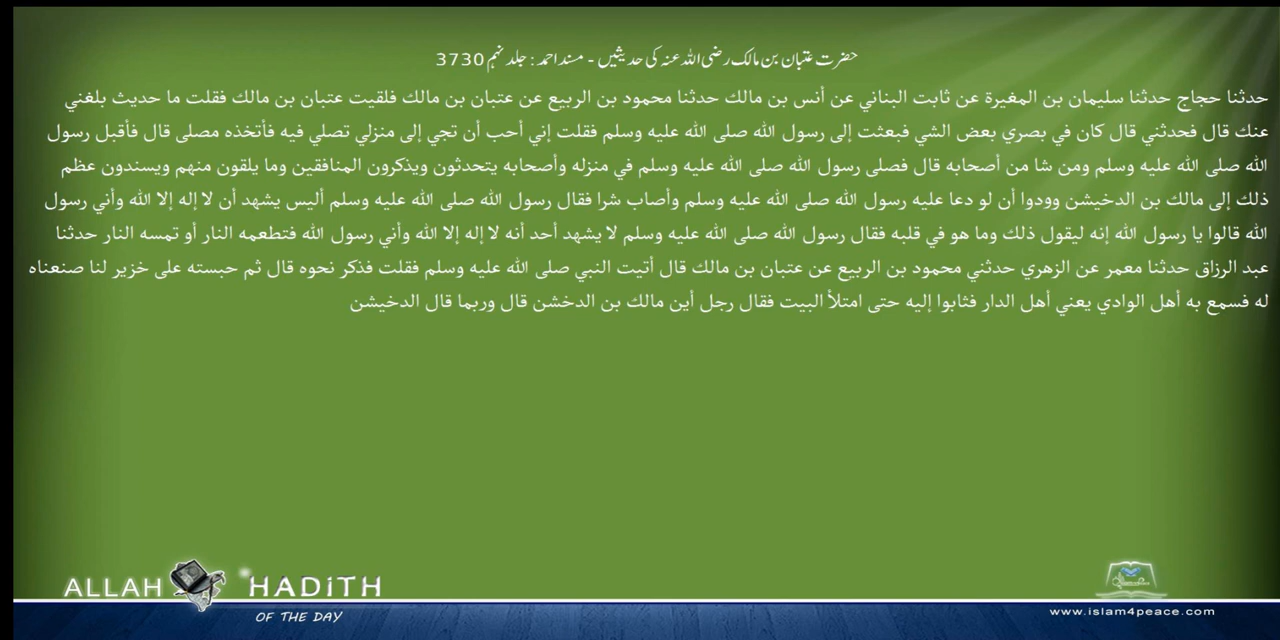 حضرت عتبان بن مالک رضی اللہ عنہ کی حدیثیں - مسند احمد : جلد نہم 3730
حدثنا حجاج حدثنا سليمان بن المغيرة عن ثابت البناني عن أنس بن مالك حدثنا محمود بن الربيع عن عتبان بن مالك فلقيت عتبان بن مالك فقلت ما حديث بلغني
عنك قال فحدثني قال كان في بصري بعض الشي فبعثت إلى رسول الله صلى الله عليه وسلم فقلت إني أحب أن تجي إلى منزلي تصلي فيه فأتخذه مصلى قال فأقبل رسول
الله صلى الله عليه وسلم ومن شا من أصحابه قال فصلى رسول الله صلى الله عليه وسلم في منزله وأصحابه يتحدثون ويذكرون المنافقين وما يلقون منهم ويسندون عظم
ذلك إلى مالك بن الدخيشن وودوا أن لو دعا عليه رسول الله صلى الله عليه وسلم وأصاب شرا فقال رسول الله صلى الله عليه وسلم أليس يشهد أن لا إله إلا الله وأني رسول
الله قالوا يا رسول الله إنه ليقول ذلك وما هو في قلبه فقال رسول الله صلى الله عليه وسلم لا يشهد أحد أنه لا إله إلا الله وأني رسول الله فتطعمه النار أو تمسه النار حدثنا
عبد الرزاق حدثنا معمر عن الزهري حدثني محمود بن الربيع عن عتبان بن مالك قال أتيت النبي صلى الله عليه وسلم فقلت فذكر نحوه قال ثم حبسته على خزير لنا صنعناه
له فسمع به أهل الوادي يعني أهل الدار فثابوا إليه حتى امتلأ البيت فقال رجل أين مالك بن الدخشن قال وربما قال الدخيشن
ALLAH HADITH
OF THE DAY
www.islam4peace.com